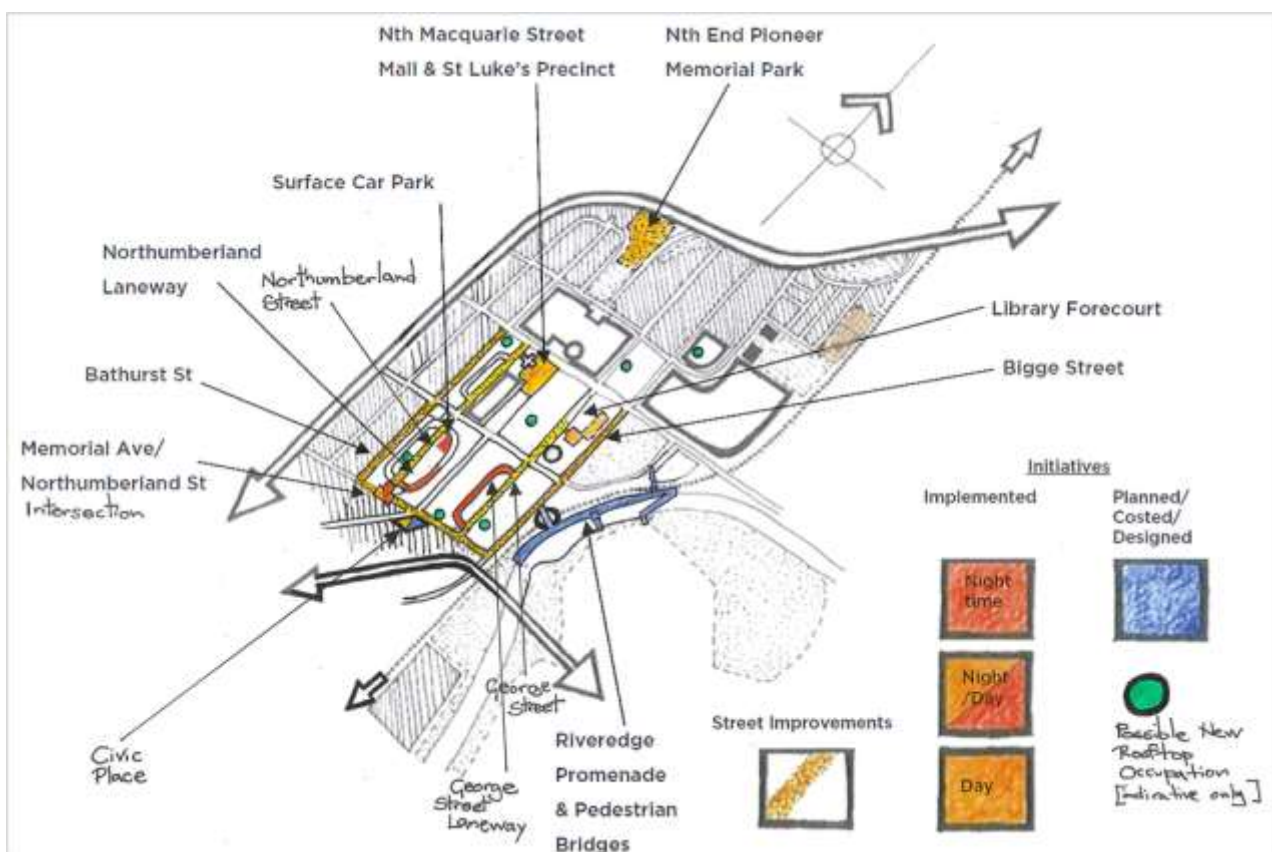 Nth Macquarie Street
Mall & St Luke's Precinct
Nth End Pioneer
Memorial Park
Surface Car Park
Northumberland
Laneway
Northumberland
Street
Bathurst St
Memorial Ave/
Northumberland St
Intersection
Library Forecourt
Bigge Street
Civic
Place
George
Street
George
Street
Laneway
Riveredge
Promenade
& Pedestrian
Bridges
Street Improvements
Initiatives
Implemented
Night
time
Night
/Day
Day
Planned/
Costed/
Designed
Possible New
Rooftop
Occupation
[indicative only]